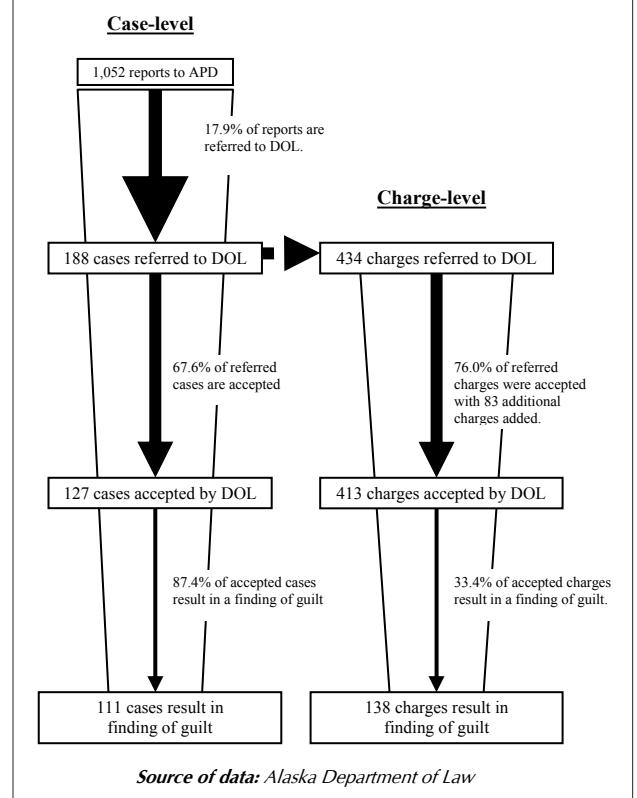 Case-level
1,052 reports to APD
17.9% of reports are
referred to DOL.
Charge-level
188 cases referred to DOL
434 charges referred to DOL
67.6% of referred
cases are accepted
76.0% of referred
charges were accepted
with 83 additional
charges added.
127 cases accepted by DOL
413 charges accepted by DOL
87.4% of accepted cases
result in a finding of guilt
33.4% of accepted charges
result in a finding of guilt.
111 cases result in
finding of guilt
138 charges result in
finding of guilt
Source of data: Alaska Department of Law